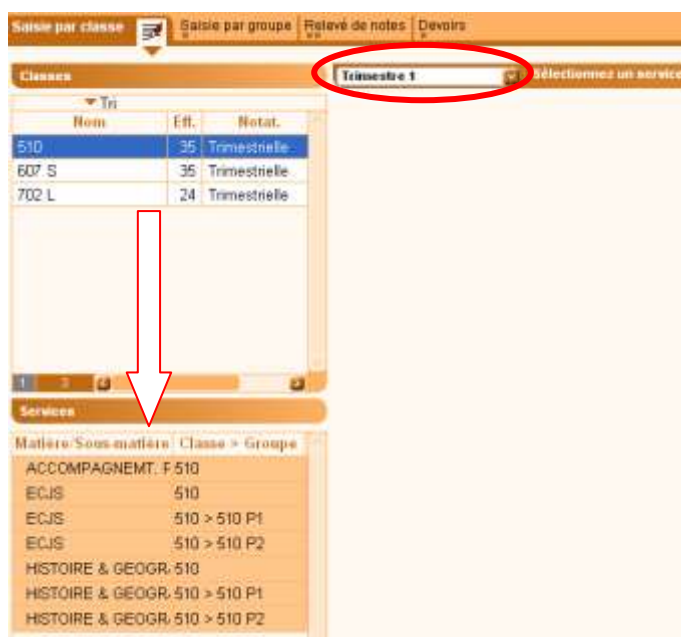 Saisie par classe Saisie par groupe Relevé de notes Devoirs
Classes Trimestre 1 Sélectionnez un service
Tri
Nom Eff. Notat.
510 35 Trimestrielle
607 S 35 Trimestrielle
702 L 24 Trimestrielle
1 3
Services
Matière/Sous-matière Classe > Groupe
ACCOMPAGNEMT. P 510
ECJS 510
ECJS 510 > 510 P1
ECJS 510 > 510 P2
HISTOIRE & GEOGR. 510
HISTOIRE & GEOGR. 510 > 510 P1
HISTOIRE & GEOGR. 510 > 510 P2